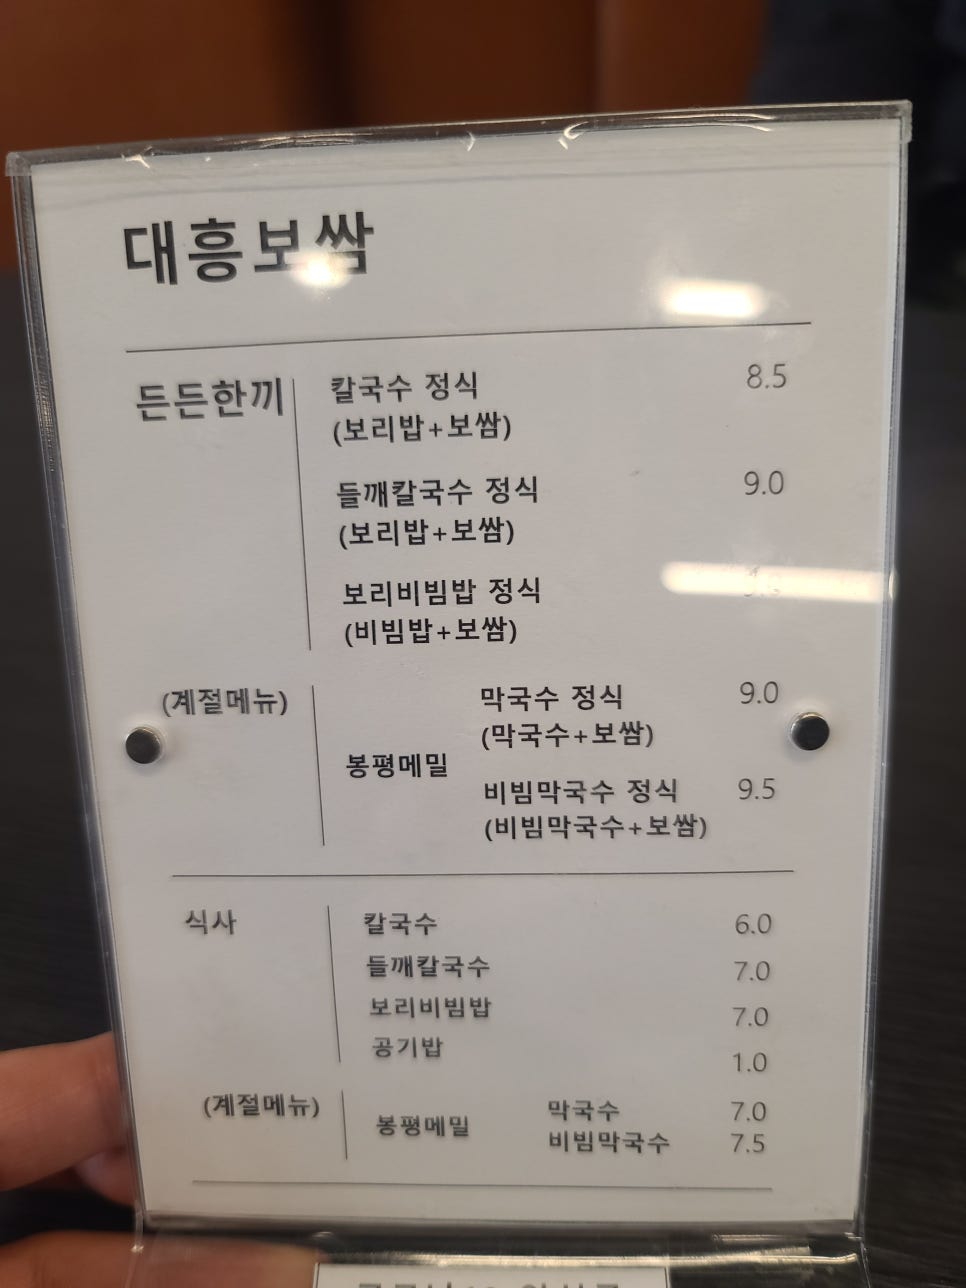 대흥보쌈
든든한끼 칼국수 정식 8.5
(보리밥+보쌈)
들깨칼국수 정식 9.0
(보리밥+보쌈)
보리비빔밥 정식
(비빔밥+보쌈)
(계절메뉴) 막국수 정식 9.0
(막국수+보쌈)
봉평메밀
비빔막국수 정식 9.5
(비빔막국수+보쌈)
식사 칼국수 6.0
들깨칼국수 7.0
보리비빔밥 7.0
공기밥 1.0
(계절메뉴) 봉평메밀 막국수 7.0
비빔막국수 7.5